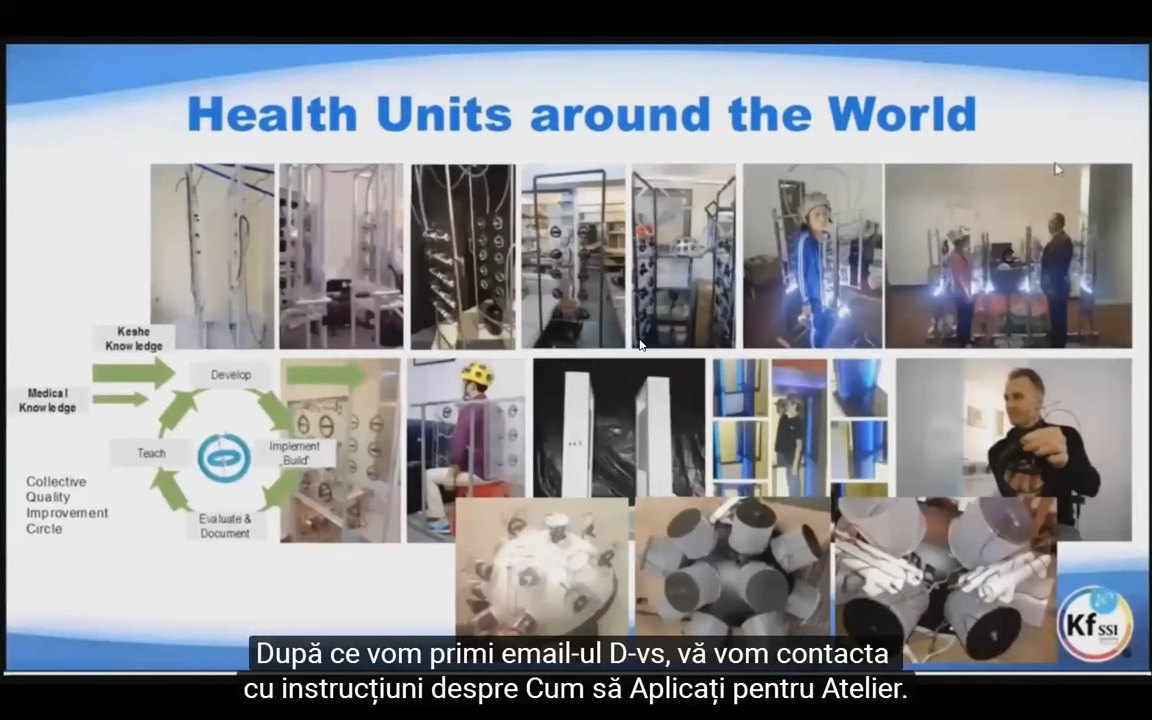 Health Units around the World
Keshe
Knowledge
Medical
Knowledge
Develop
Teach
Implement
„Build'
Collective
Quality
Improvement
Circle
Evaluate &
Document
Kf SSI
După ce vom primi email-ul D-vs, vă vom contacta
cu instrucțiuni despre Cum să Aplicați pentru Atelier.